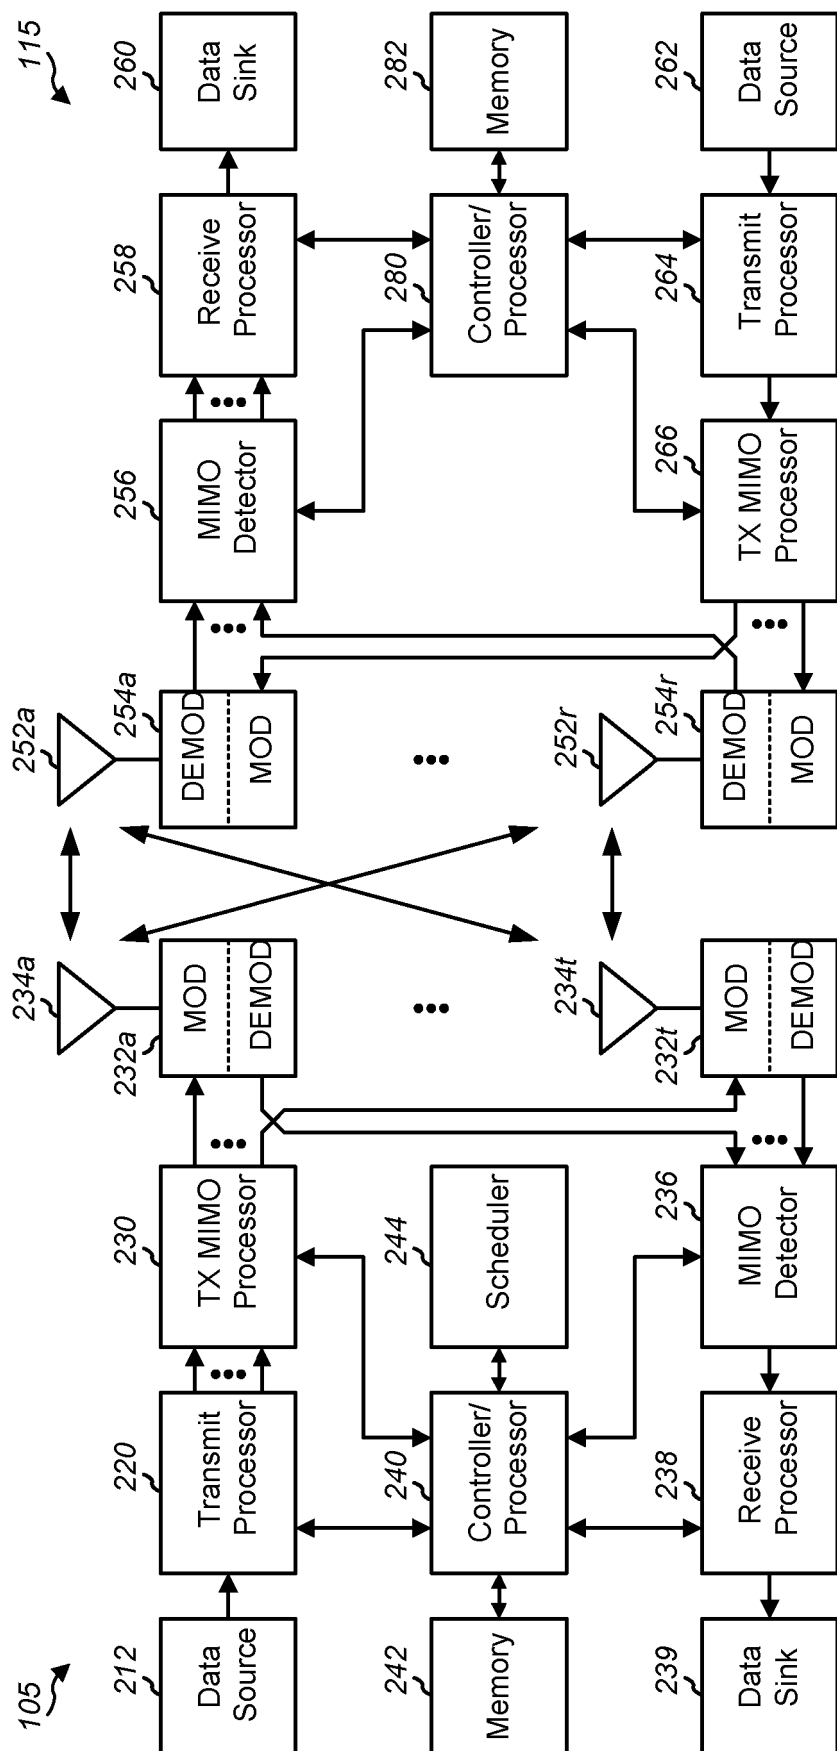 105
212
Data
Source
220
Transmit
Processor
230
TX MIMO
Processor
232a
MOD
DEMOD
234a
252a
254a
DEMOD
MOD
256
MIMO
Detector
258
Receive
Processor
260
Data
Sink
115
242
Memory
240
Controller/
Processor
244
Scheduler
280
Controller/
Processor
282
Memory
239
Data
Sink
238
Receive
Processor
236
MIMO
Detector
232t
MOD
DEMOD
234t
252r
254r
DEMOD
MOD
266
TX MIMO
Processor
264
Transmit
Processor
262
Data
Source